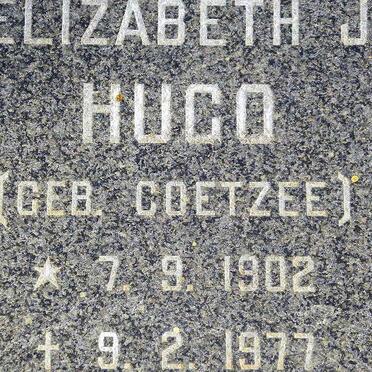 ELIZABETH J
HUGO
(GEB. COETZEE)
★ 7. 9. 1902
✝ 9. 2. 1977